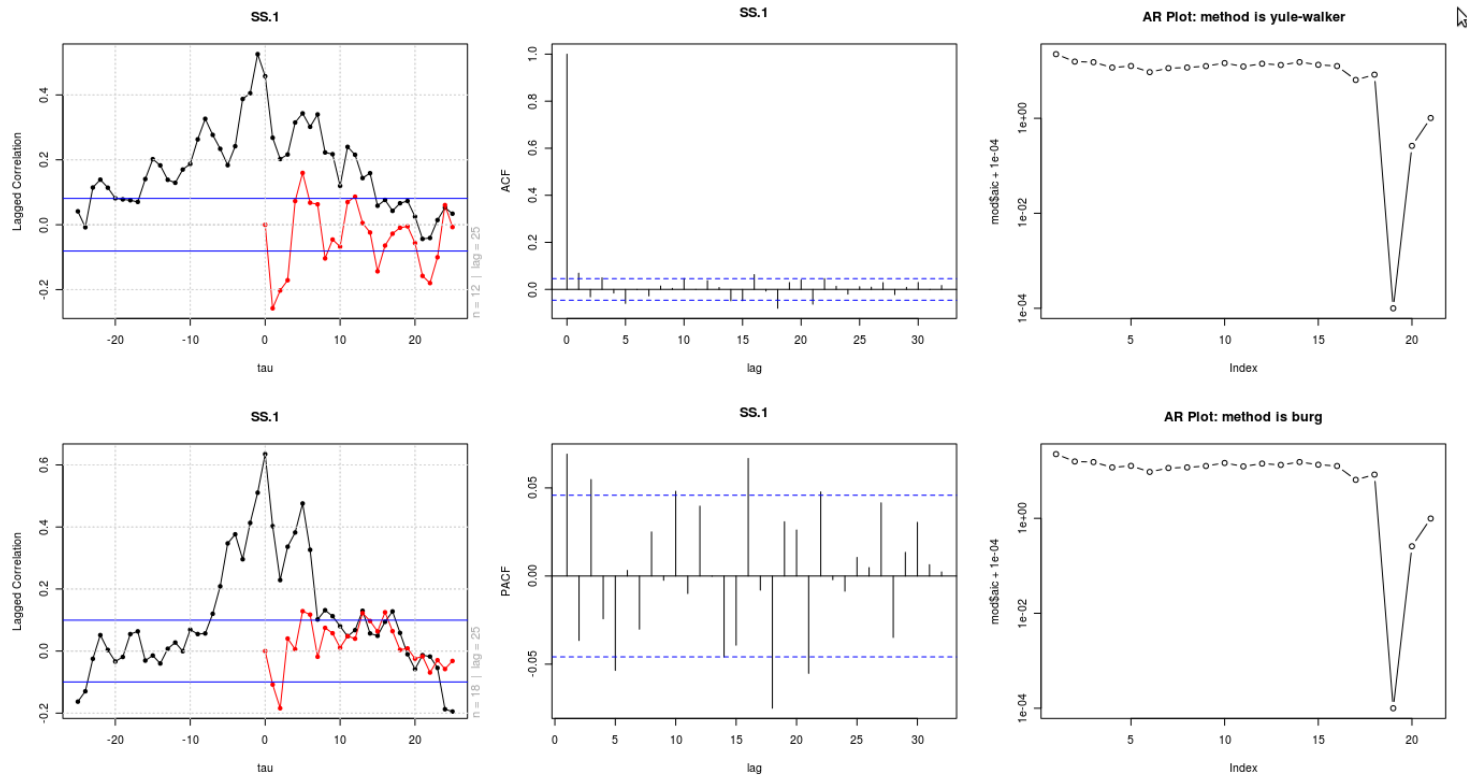 SS.1
Lagged Correlation
0.4
0.2
0.0
-0.2
-20
-10
0
10
20
tau
n = 12 | lag = 25
SS.1
ACF
1.0
0.8
0.6
0.4
0.2
0.0
0
5
10
15
20
25
30
lag
AR Plot: method is yule-walker
mod$aic + 1e-04
1e+00
1e-02
1e-04
5
10
15
20
Index
SS.1
Lagged Correlation
0.6
0.4
0.2
0.0
-0.2
-20
-10
0
10
20
tau
n = 18 | lag = 25
SS.1
PACF
0.05
0.00
-0.05
0
5
10
15
20
25
30
lag
AR Plot: method is burg
mod$aic + 1e-04
1e+00
1e-02
1e-04
5
10
15
20
Index